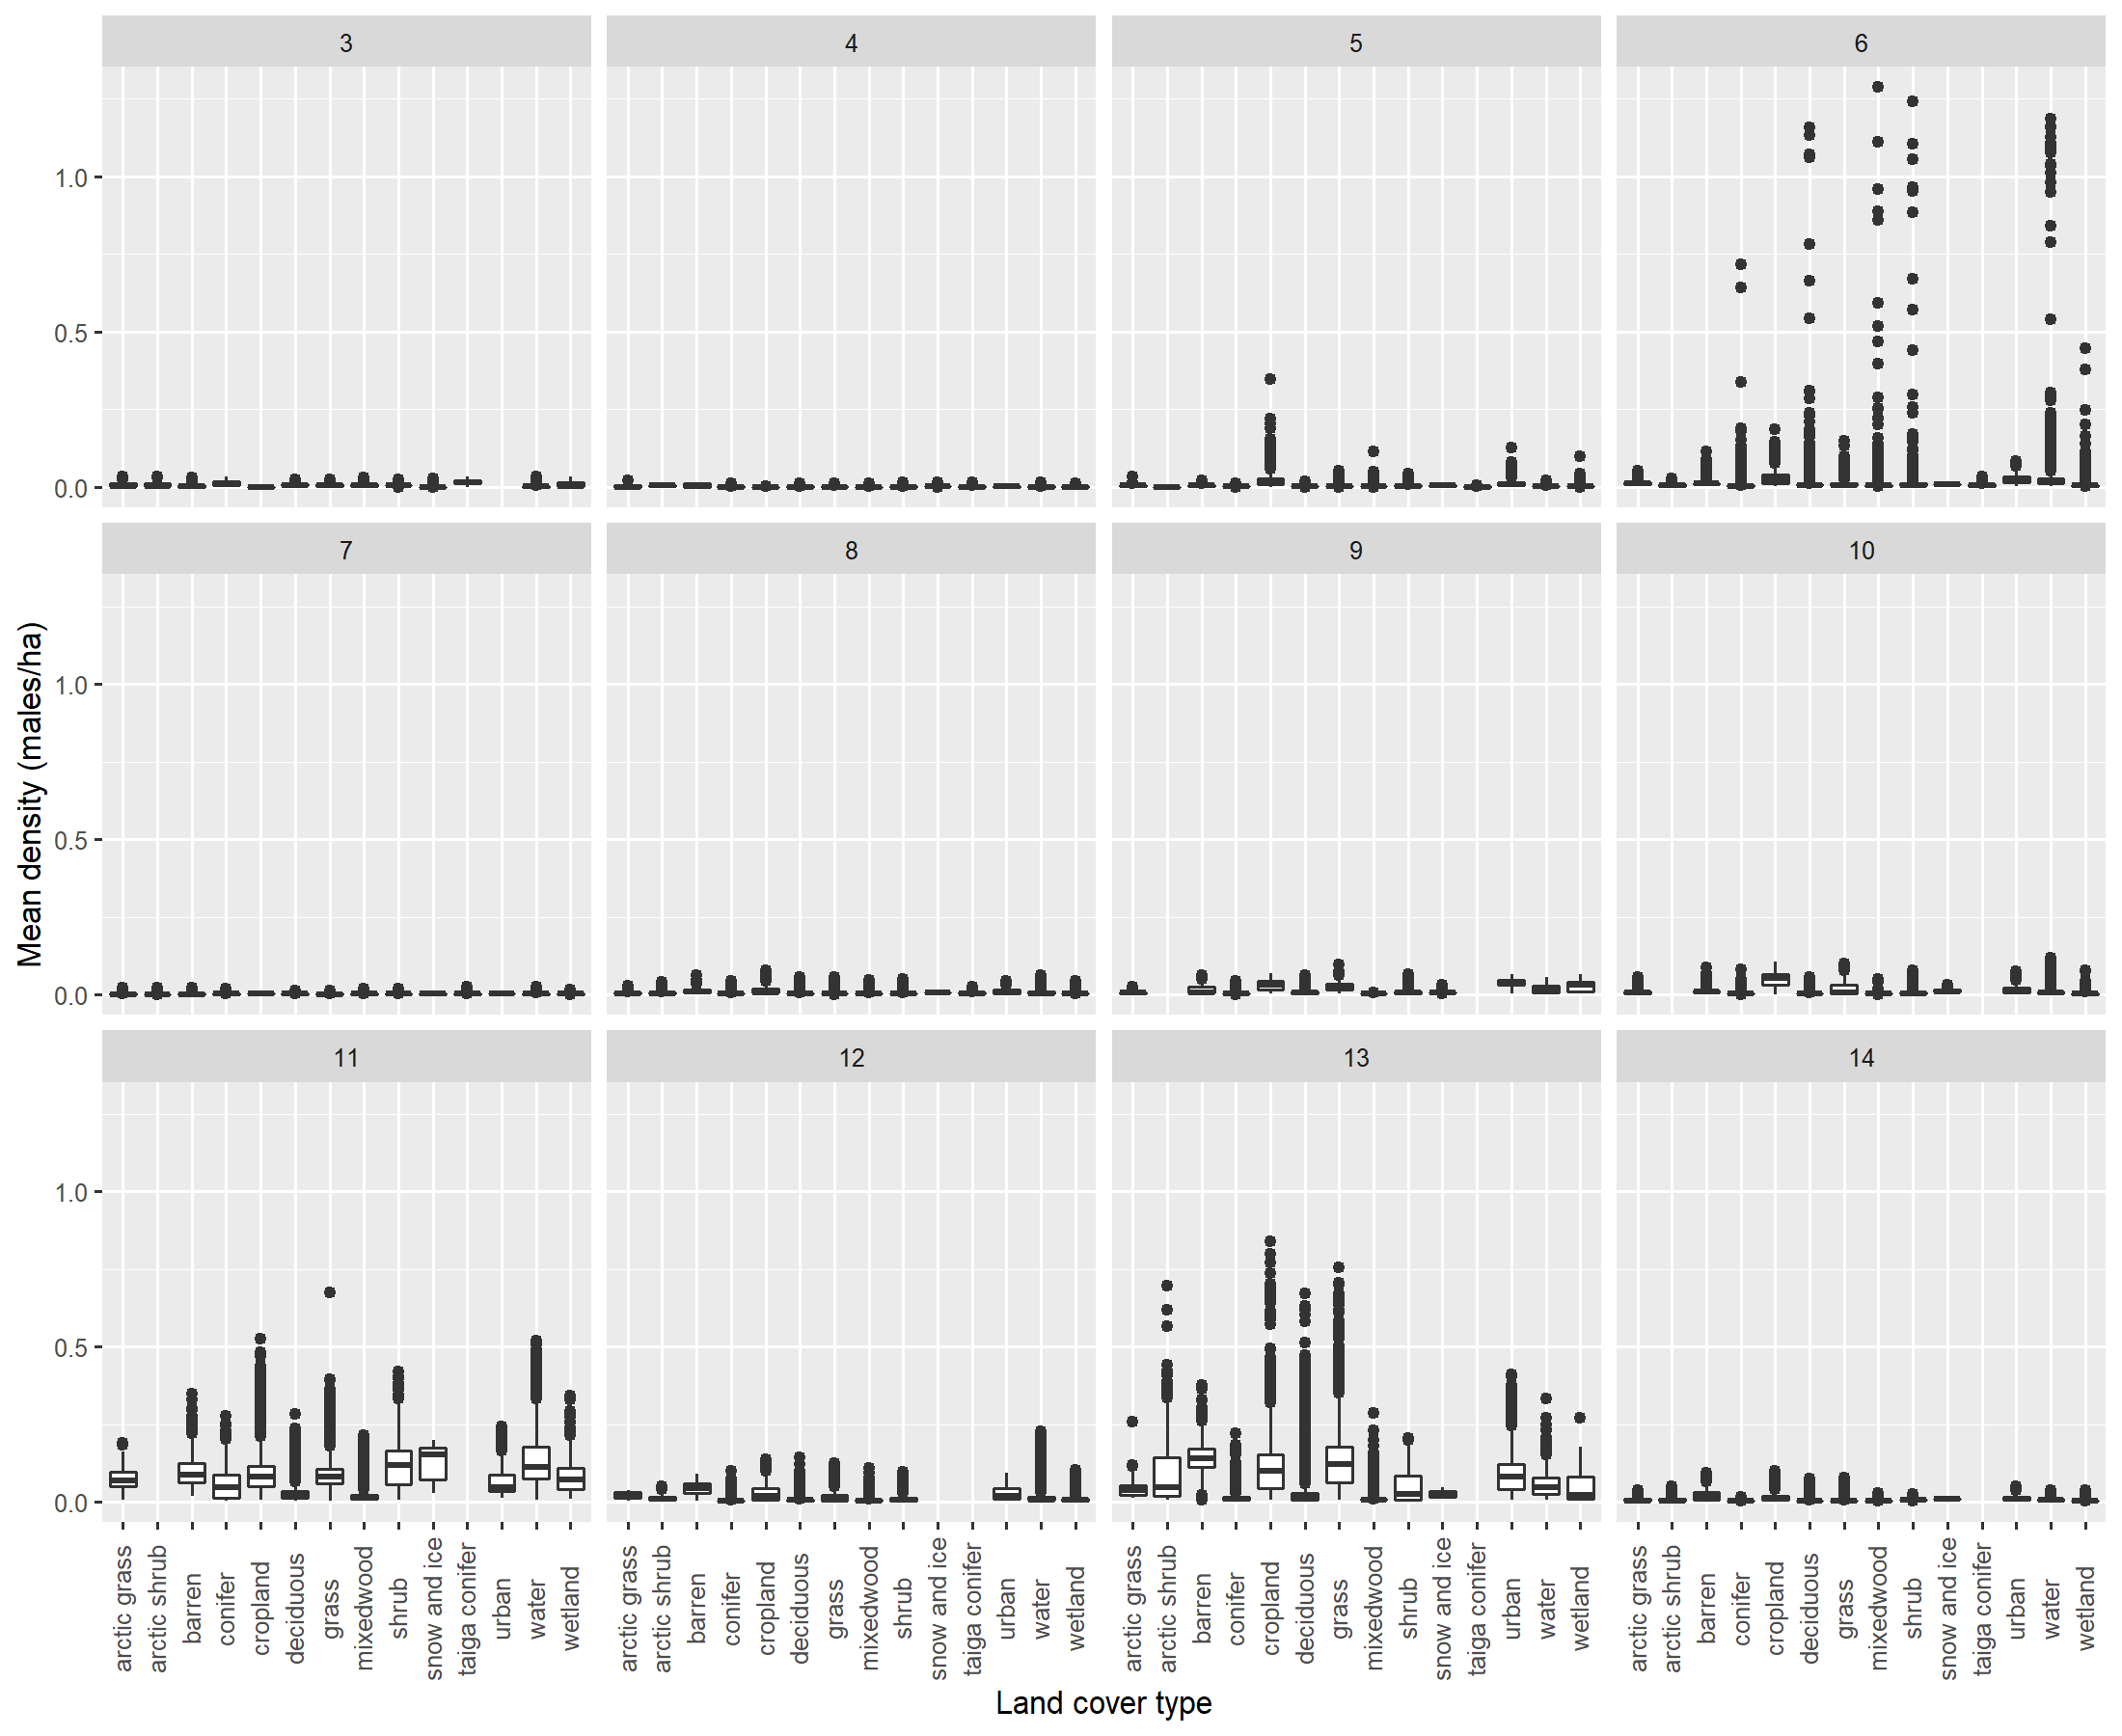 3 4 5 6
1.0
0.5
0.0
7 8 9 10
Mean density (males/ha)
1.0
0.5
0.0
11 12 13 14
1.0
0.5
0.0
arctic grass arctic shrub barren conifer cropland deciduous grass mixedwood shrub snow and ice taiga conifer urban water wetland arctic grass arctic shrub barren conifer cropland deciduous grass mixedwood shrub snow and ice taiga conifer urban water wetland arctic grass arctic shrub barren conifer cropland deciduous grass mixedwood shrub snow and ice taiga conifer urban water wetland arctic grass arctic shrub barren conifer cropland deciduous grass mixedwood shrub snow and ice taiga conifer urban water wetland
Land cover type